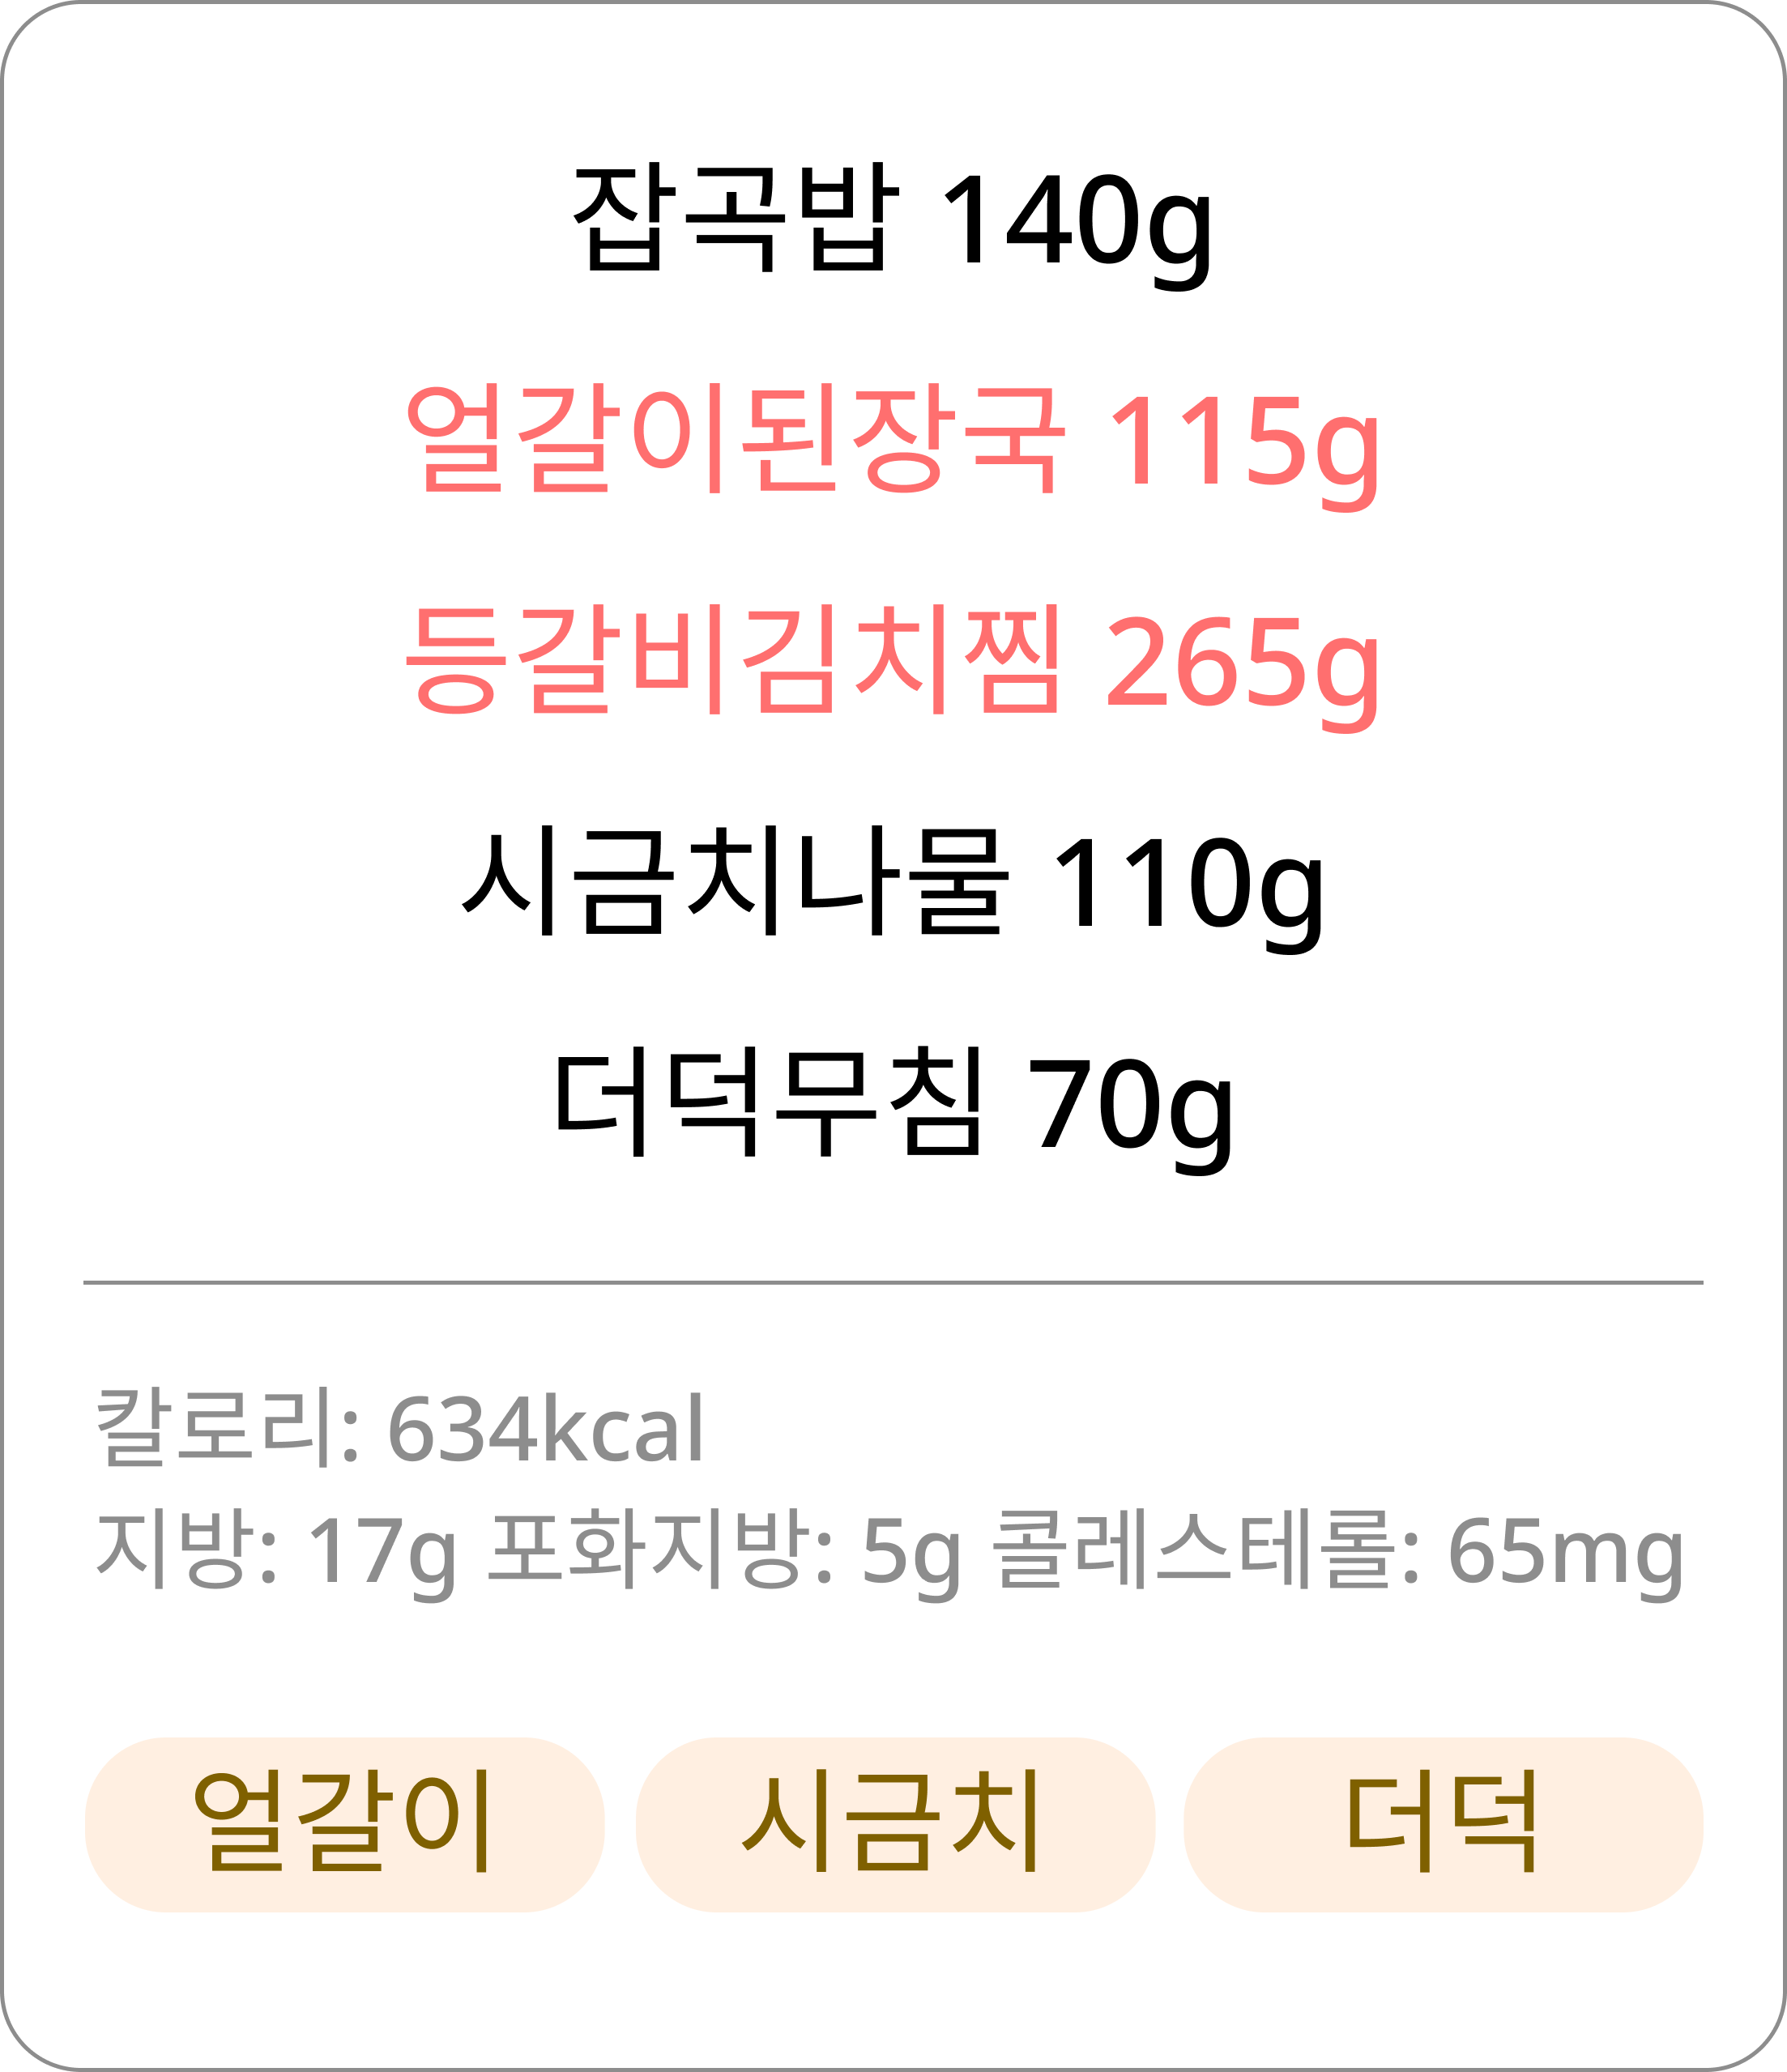 잡곡밥 140g
얼갈이된장국 115g
등갈비김치찜 265g
시금치나물 110g
더덕무침 70g
칼로리: 634kcal
지방: 17g 포화지방: 5g 콜레스테롤: 65mg
얼갈이 시금치 더덕